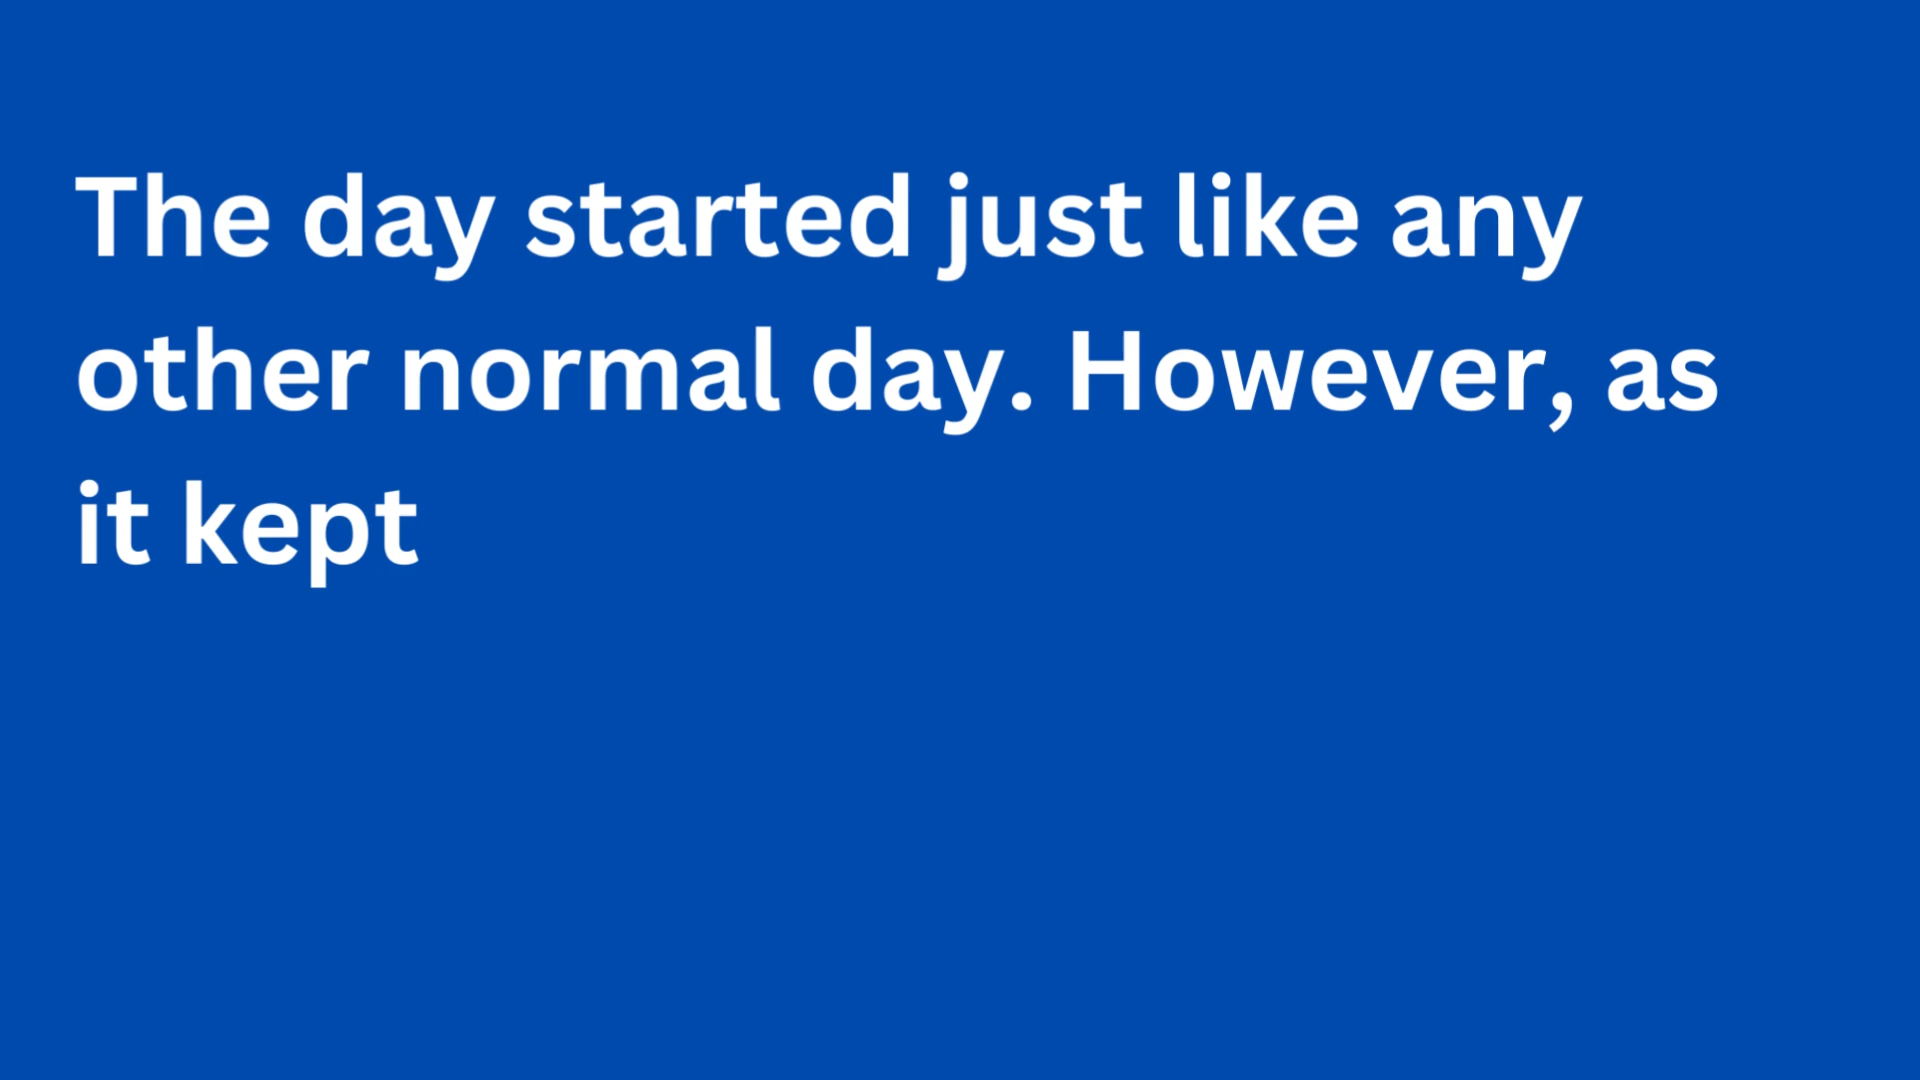 The day started just like any
other normal day. However, as
it kept